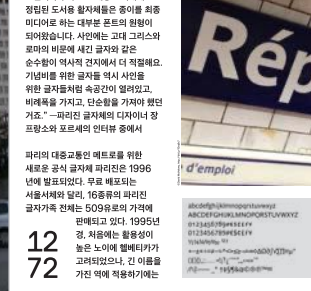 정립된 도서용 활자체들은 종이를 최종
미디어로 하는 대부분 폰트의 원형이
되어왔습니다. 사인에는 고대 그리스와
로마의 비문에 새긴 글자와 같은
순수함이 역사적 견지에서 더 적절해요.
기념비를 위한 글자들 역시 사인을
위한 글자들처럼 속공간이 열려있고,
비례폭을 가지고, 단순함을 가져야 했던
거죠.” —파리진 글자체의 디자이너 장
프랑소와 포르셰의 인터뷰 중에서
파리의 대중교통인 메트로를 위한
새로운 공식 글자체 파리진은 1996
년에 발표되었다. 무료 배포되는
서울서체와 달리, 16종류의 파리진
글자가족 전체는 509유로의 가격에
판매되고 있다. 1995년
경, 처음에는 활용성이
높은 노이에 헬베티카가
고려되었으나, 긴 이름을
가진 역에 적용하기에는
12
72
Rép
d'emploi
abcdefghijklmnopqrstuvwxyz
ABCDEFGHIJKLMNOPQRSTUVWXYZ